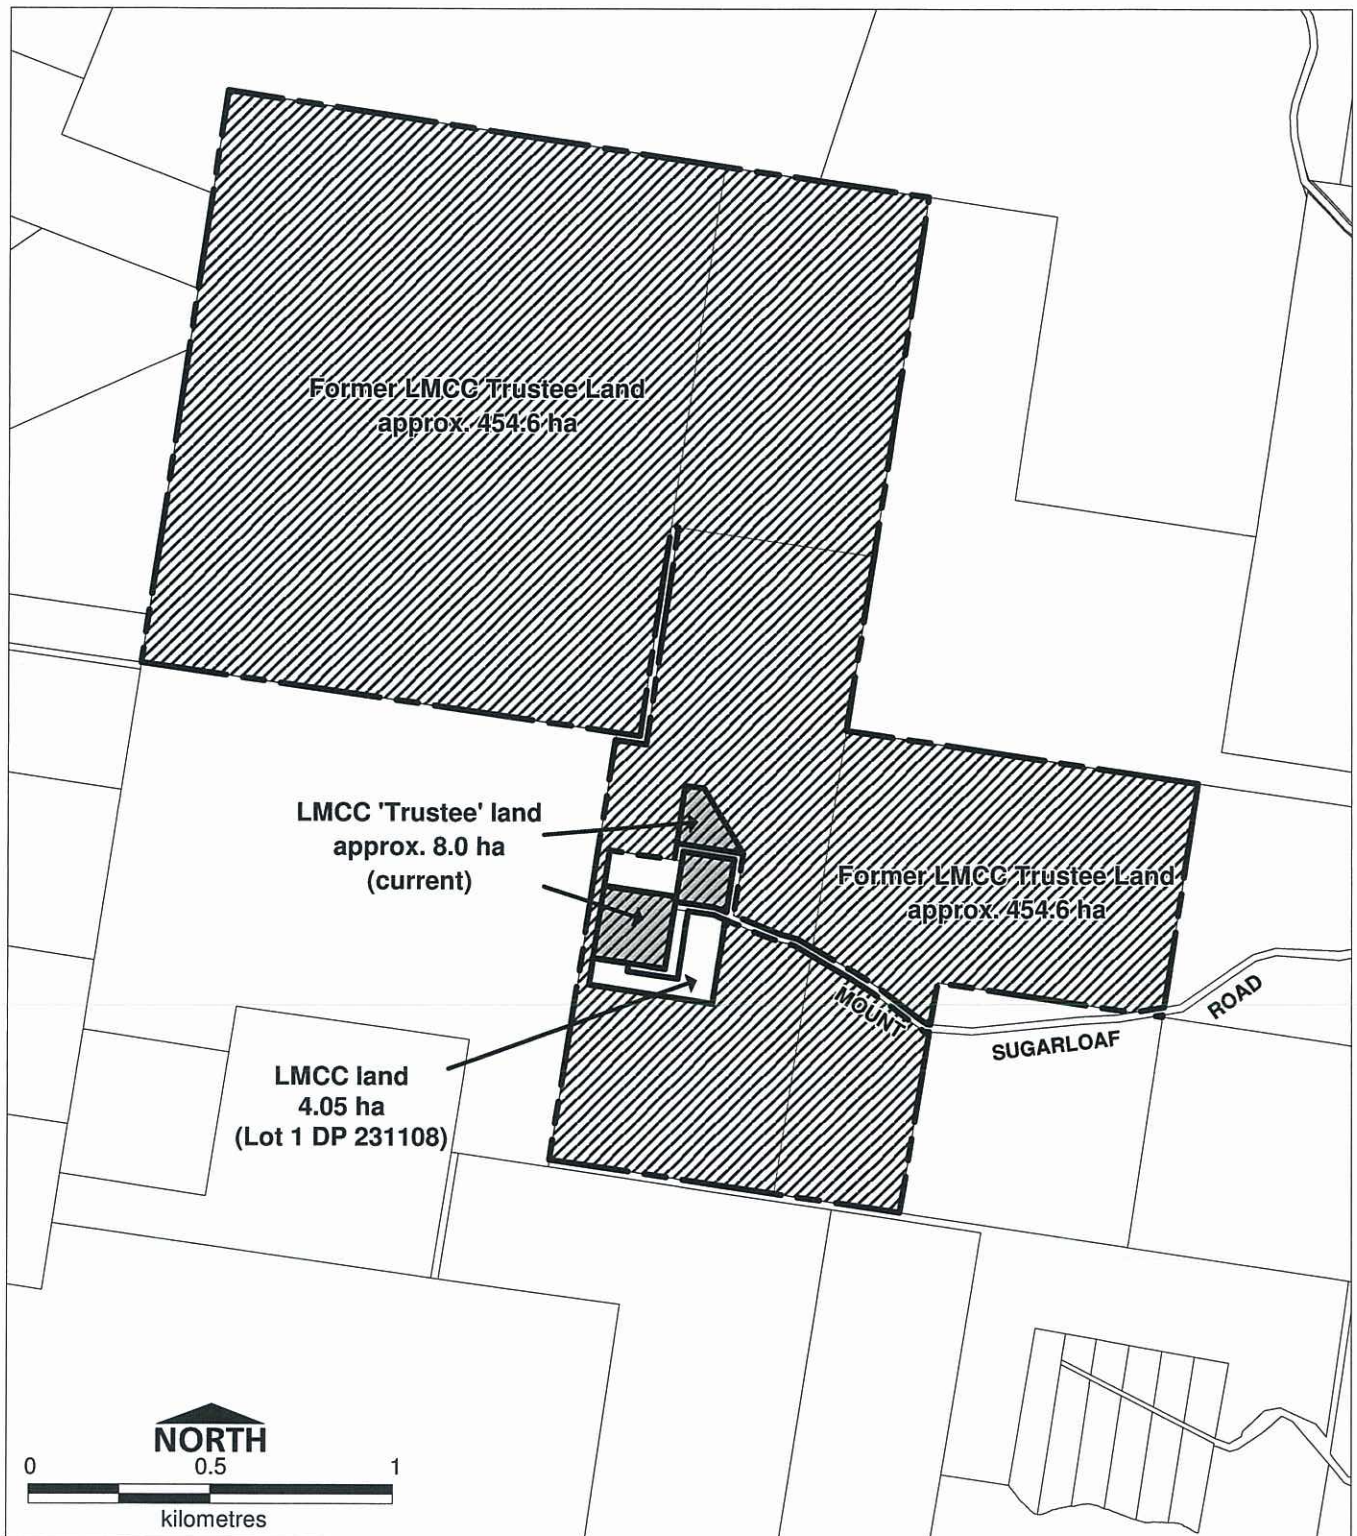 Former LMCC Trustee Land
approx. 454.6 ha
LMCC 'Trustee' land
approx. 8.0 ha
(current)
Former LMCC Trustee Land
approx. 454.6 ha
MOUNT
SUGARLOAF
ROAD
LMCC land
4.05 ha
(Lot 1 DP 231108)
NORTH
0 0.5 1
kilometres